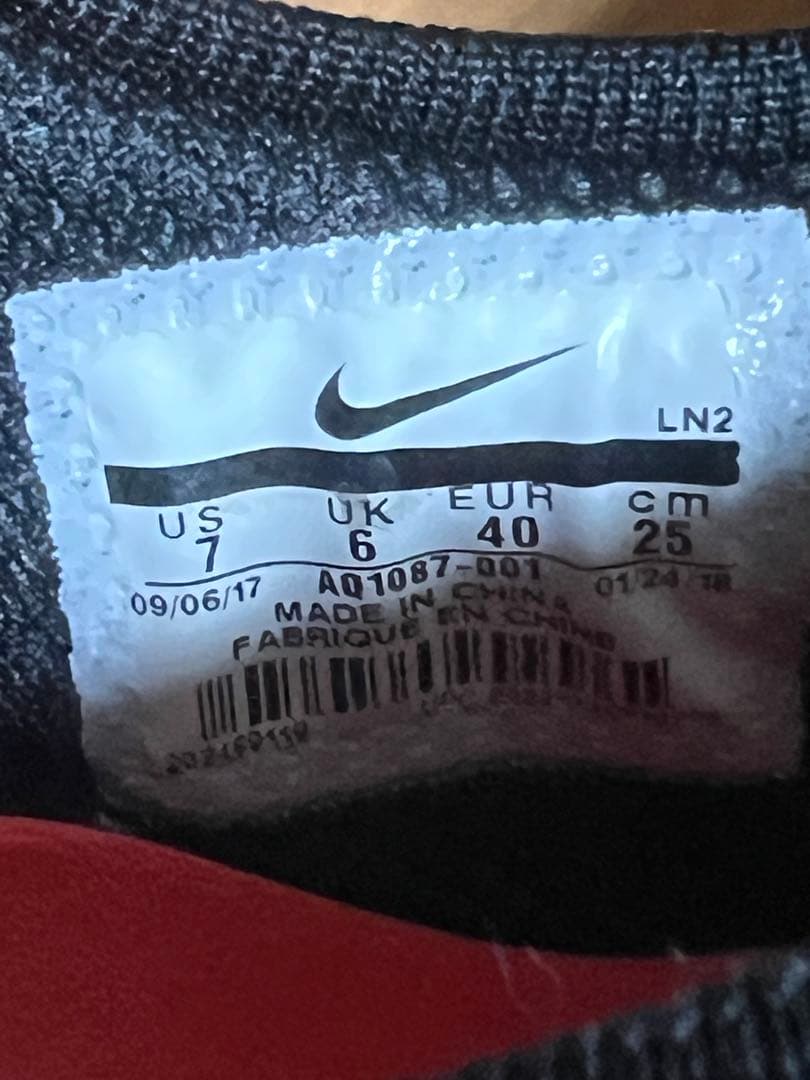 LN2
US UK EUR cm
7 6 40 25
09/06/17 AQ1087-001 01/24/18
MADE IN CHINA
FABRIQUE EN CHINE